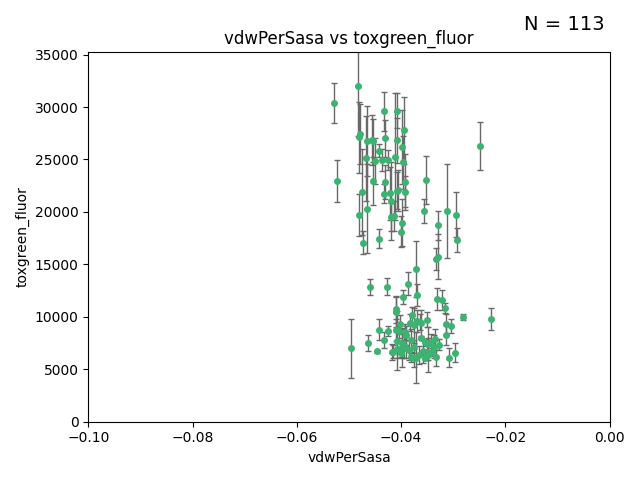 N = 113
vdwPerSasa vs toxgreen_fluor
35000
30000
25000
20000
15000
10000
5000
0
toxgreen_fluor
−0.10 −0.08 −0.06 −0.04 −0.02 0.00
vdwPerSasa